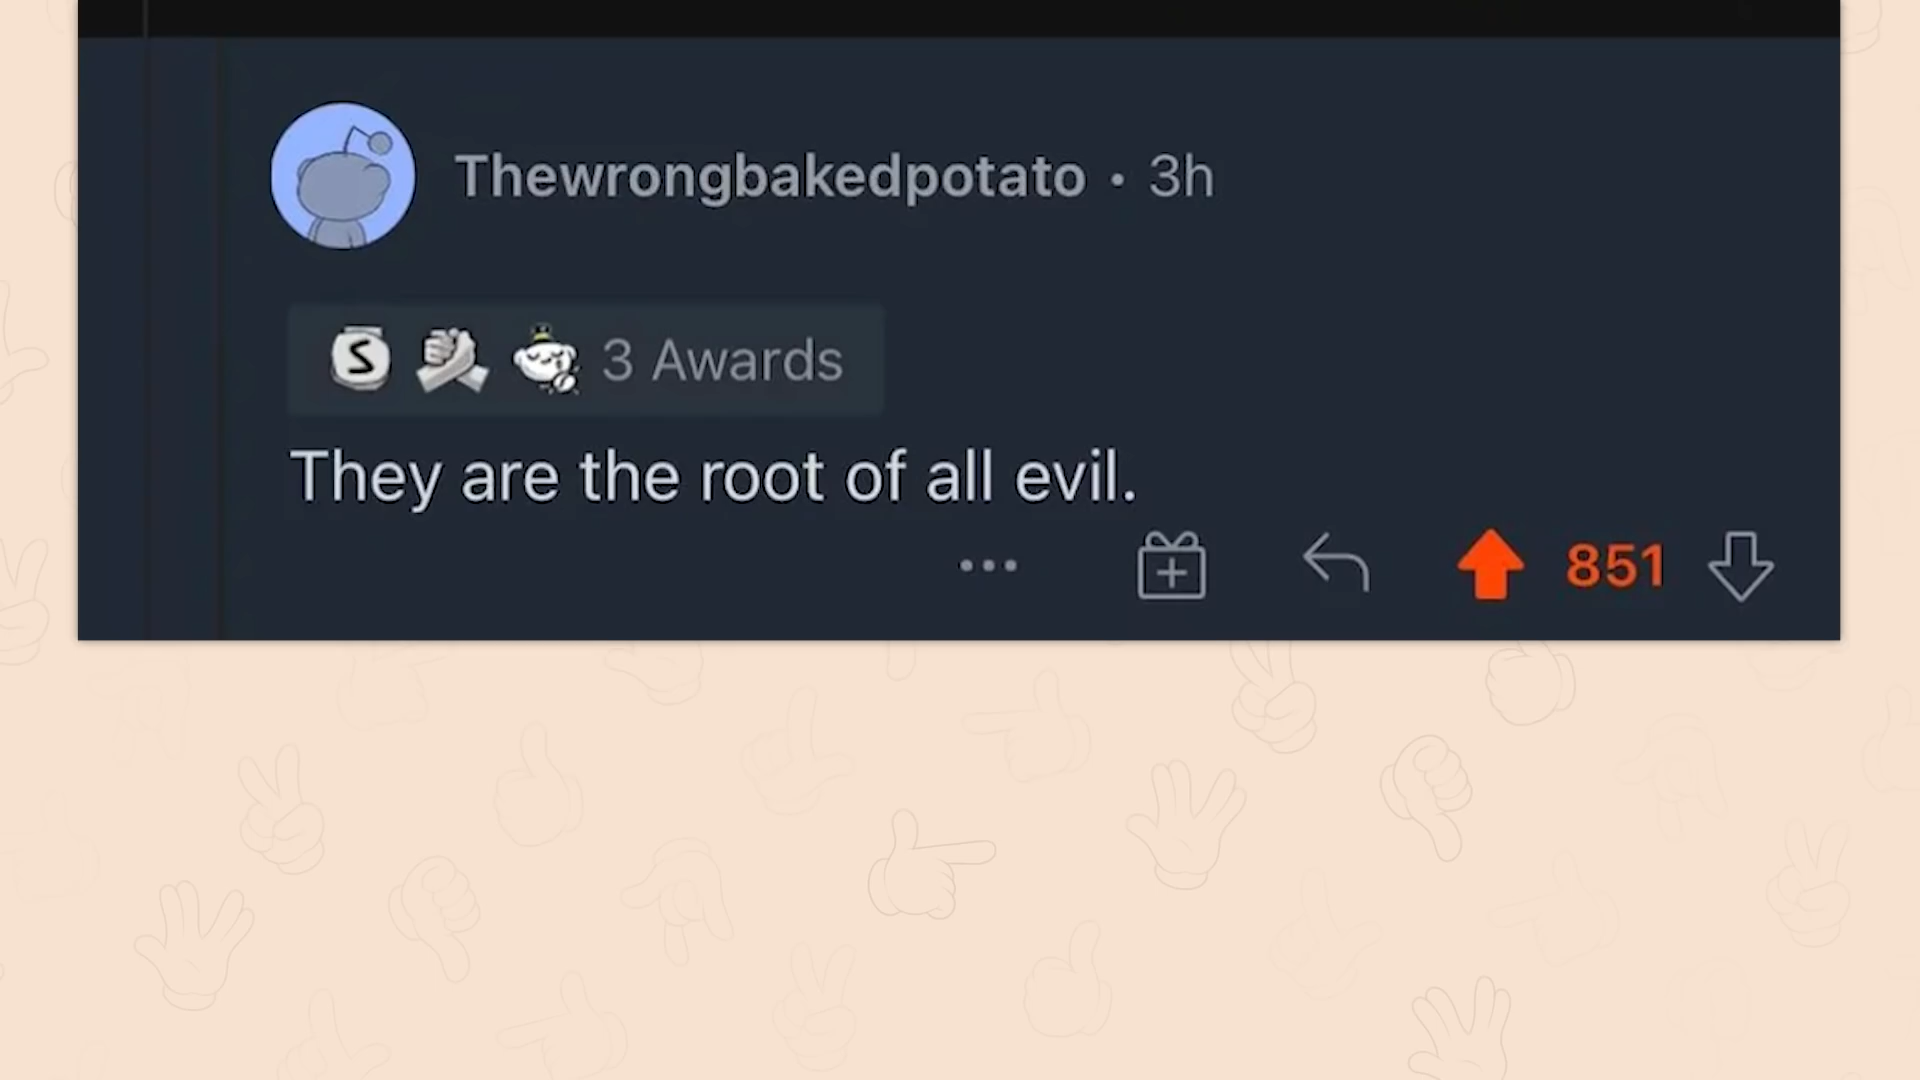 Thewrongbakedpotato • 3h
S 3 Awards
They are the root of all evil.
851